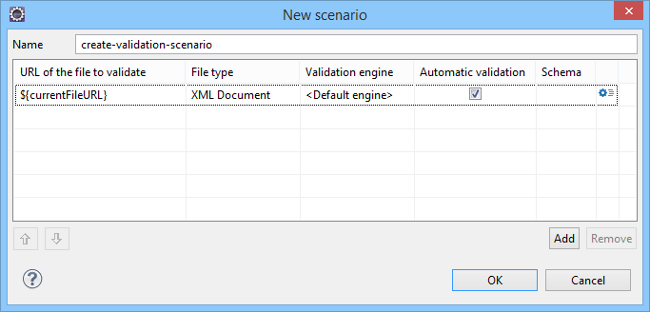 New scenario
Name create-validation-scenario
URL of the file to validate File type Validation engine Automatic validation Schema
${currentFileURL} XML Document <Default engine>
Add Remove
? OK Cancel